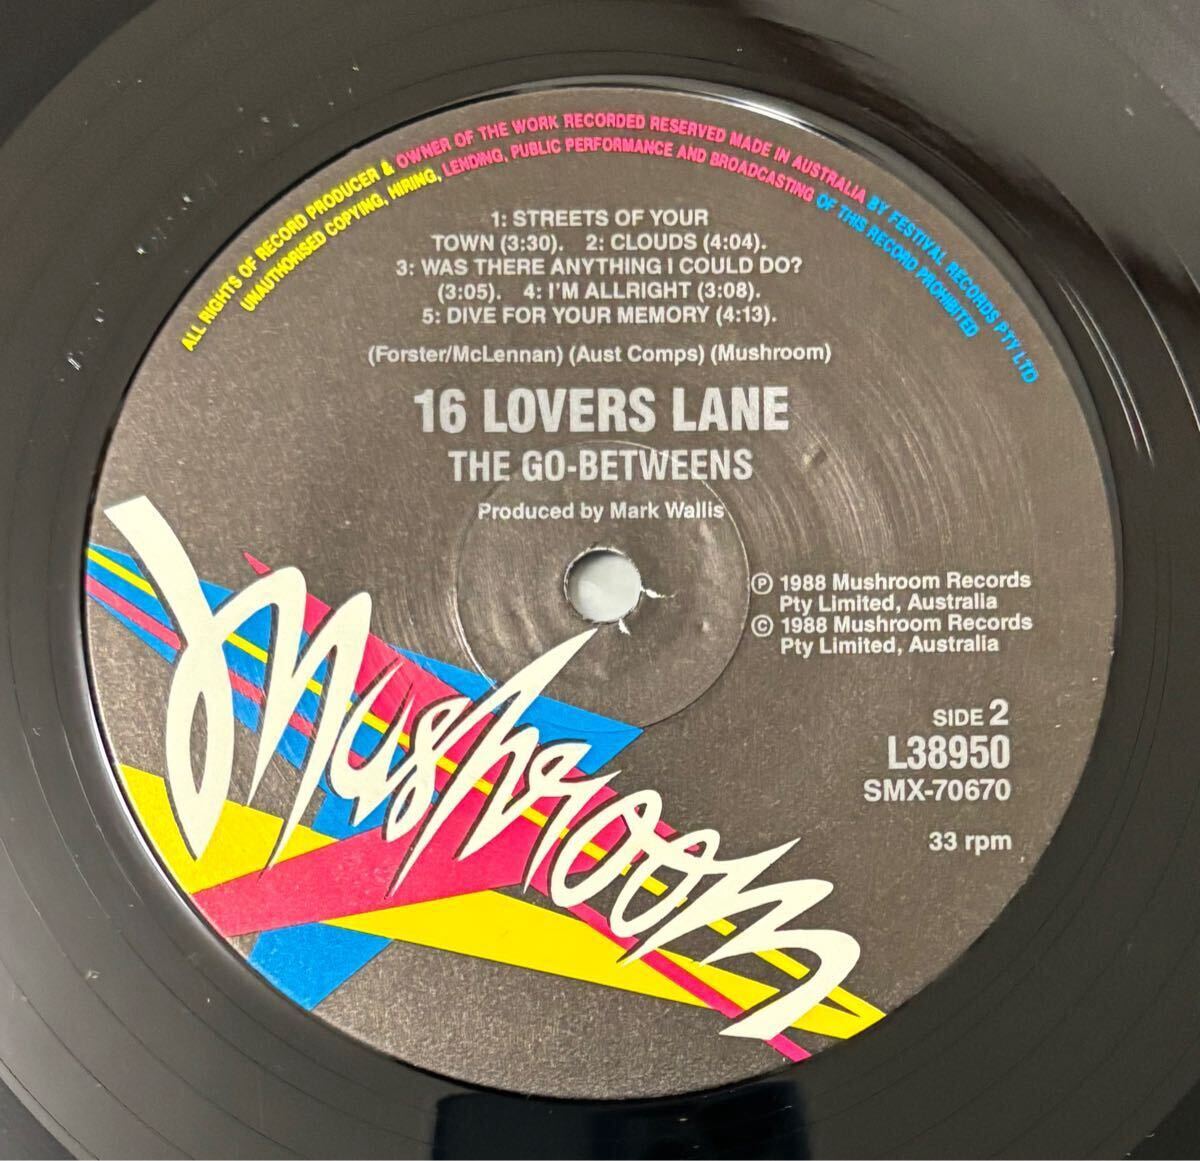 ALL RIGHTS OF RECORD PRODUCER & OWNER OF THE WORK RECORDED RESERVED MADE IN AUSTRALIA BY FESTIVAL RECORDS PTY LTD
UNAUTHORISED COPYING, HIRING, LENDING, PUBLIC PERFORMANCE AND BROADCASTING OF THIS RECORD PROHIBITED
1: STREETS OF YOUR
TOWN (3:30). 2: CLOUDS (4:04).
3: WAS THERE ANYTHING I COULD DO?
(3:05). 4: I'M ALLRIGHT (3:08).
5: DIVE FOR YOUR MEMORY (4:13).
(Forster/McLennan) (Aust Comps) (Mushroom)
16 LOVERS LANE
THE GO-BETWEENS
Produced by Mark Wallis
℗ 1988 Mushroom Records
Pty Limited, Australia
© 1988 Mushroom Records
Pty Limited, Australia
SIDE 2
L38950
SMX-70670
33 rpm
Mushroom